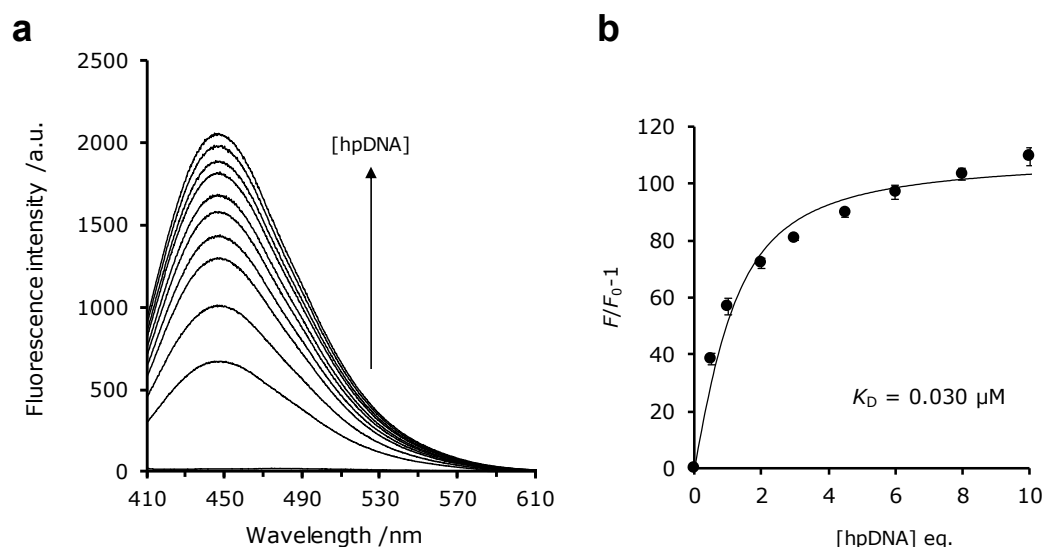 a
2500
2000
1500
1000
500
0
410 450 490 530 570 610
Fluorescence intensity /a.u.
Wavelength /nm
[hpDNA]
b
120
100
80
60
40
20
0
0 2 4 6 8 10
F/F0-1
[hpDNA] eq.
KD = 0.030 µM